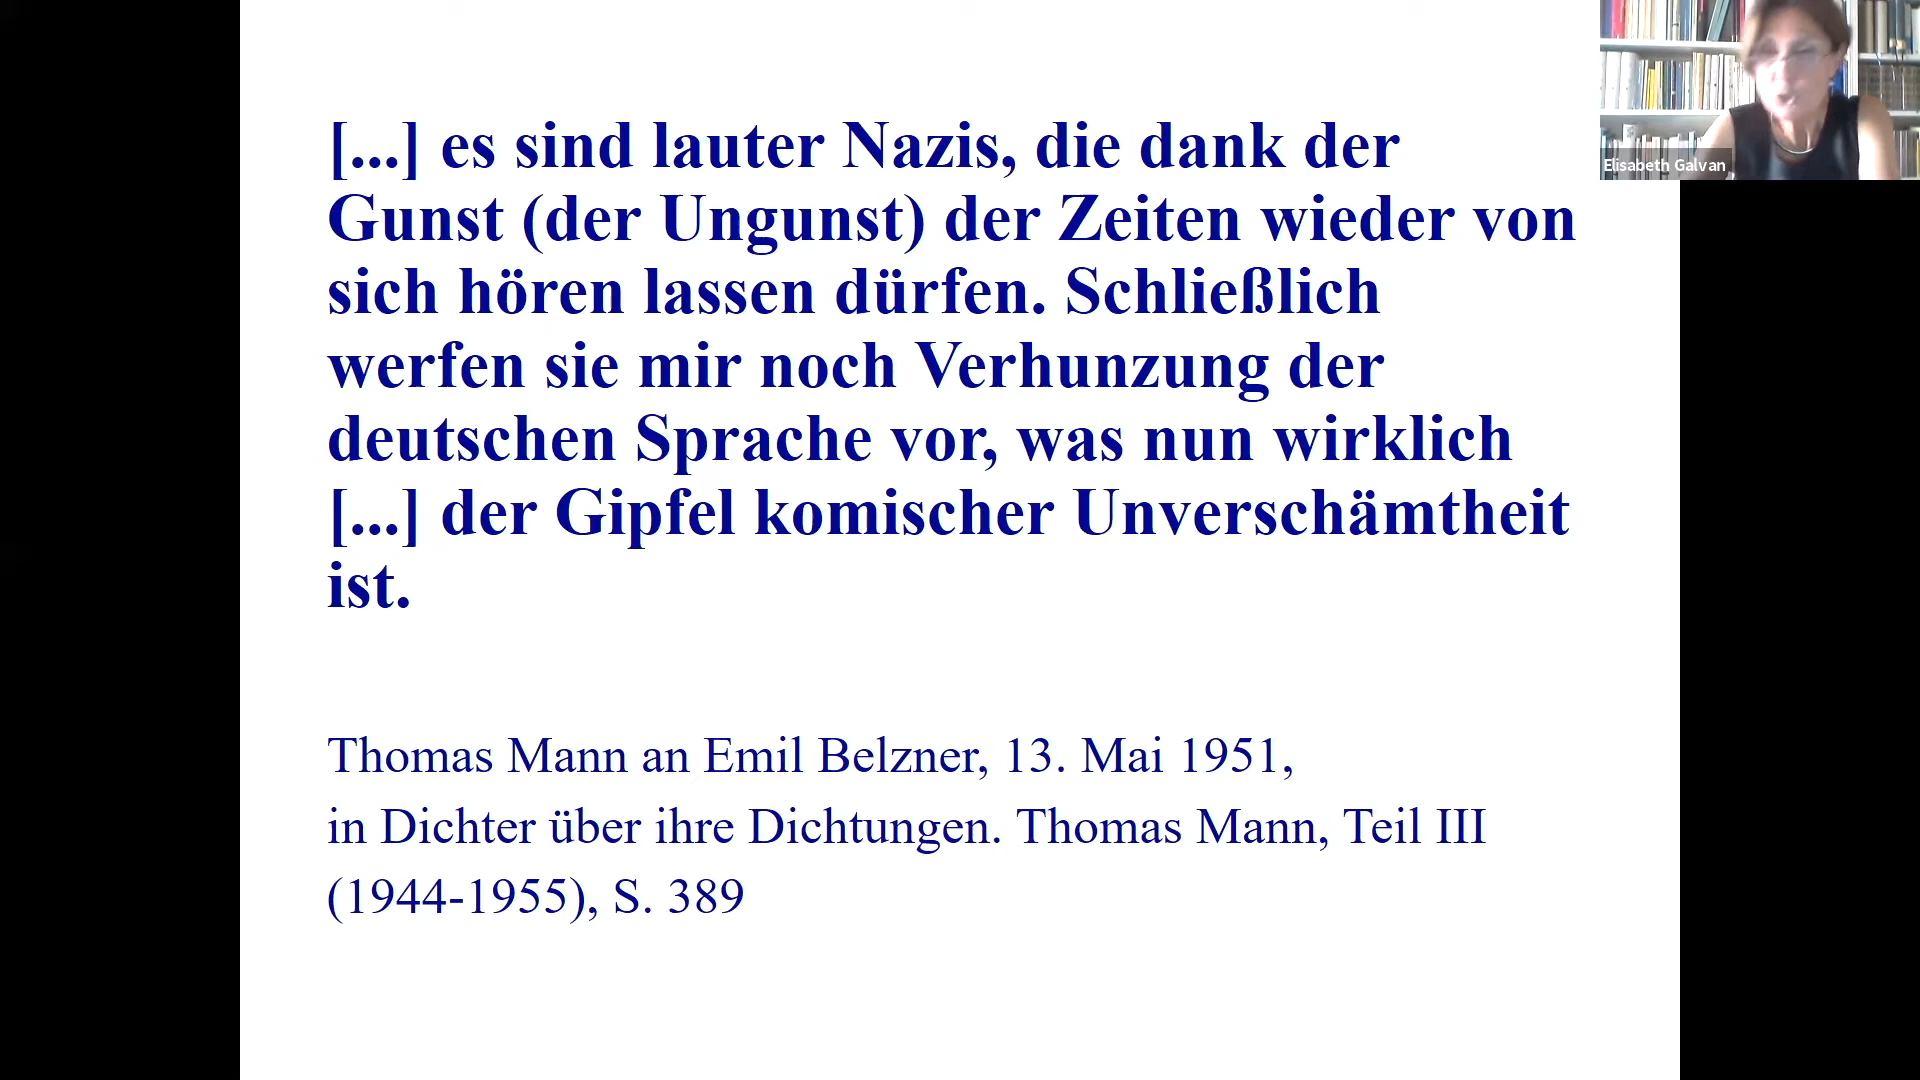 [...] es sind lauter Nazis, die dank der
Gunst (der Ungunst) der Zeiten wieder von
sich hören lassen dürfen. Schließlich
werfen sie mir noch Verhunzung der
deutschen Sprache vor, was nun wirklich
[...] der Gipfel komischer Unverschämtheit
ist.
Thomas Mann an Emil Belzner, 13. Mai 1951,
in Dichter über ihre Dichtungen. Thomas Mann, Teil III
(1944-1955), S. 389
Elisabeth Galvan